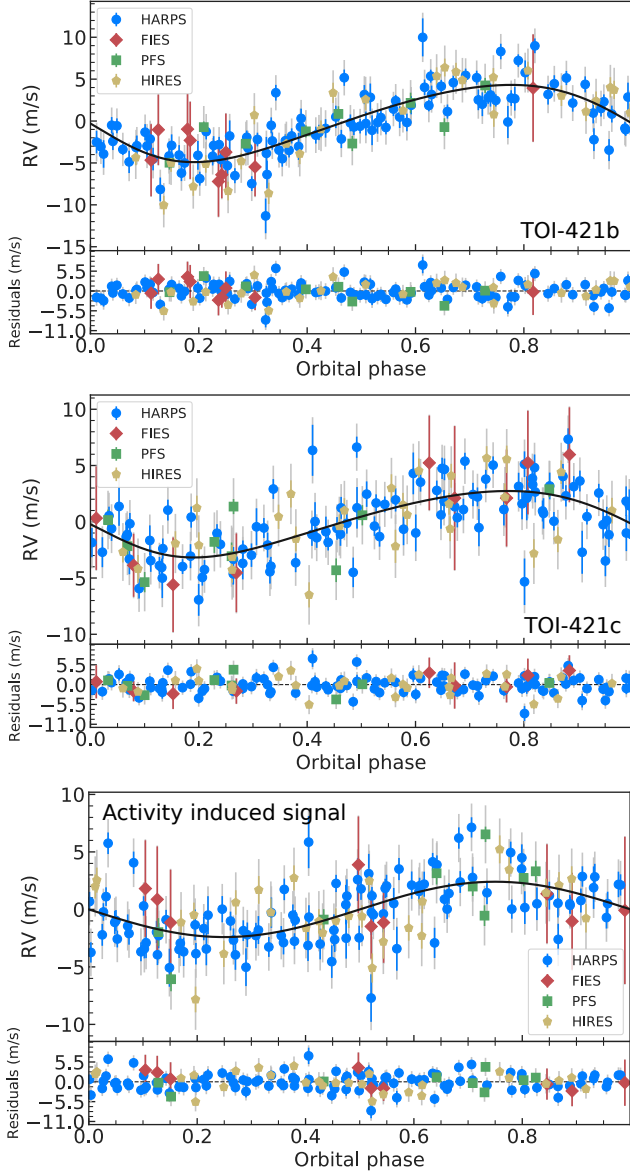 10
5
0
−5
−10
−15
RV (m/s)
HARPS
FIES
PFS
HIRES
TOI-421b
5.5
0.0
−5.5
−11.0
Residuals (m/s)
0.0 0.2 0.4 0.6 0.8
Orbital phase
10
5
0
−5
−10
RV (m/s)
HARPS
FIES
PFS
HIRES
TOI-421c
5.5
0.0
−5.5
−11.0
Residuals (m/s)
0.0 0.2 0.4 0.6 0.8
Orbital phase
Activity induced signal
10
5
0
−5
−10
RV (m/s)
HARPS
FIES
PFS
HIRES
5.5
0.0
−5.5
−11.0
Residuals (m/s)
0.0 0.2 0.4 0.6 0.8
Orbital phase